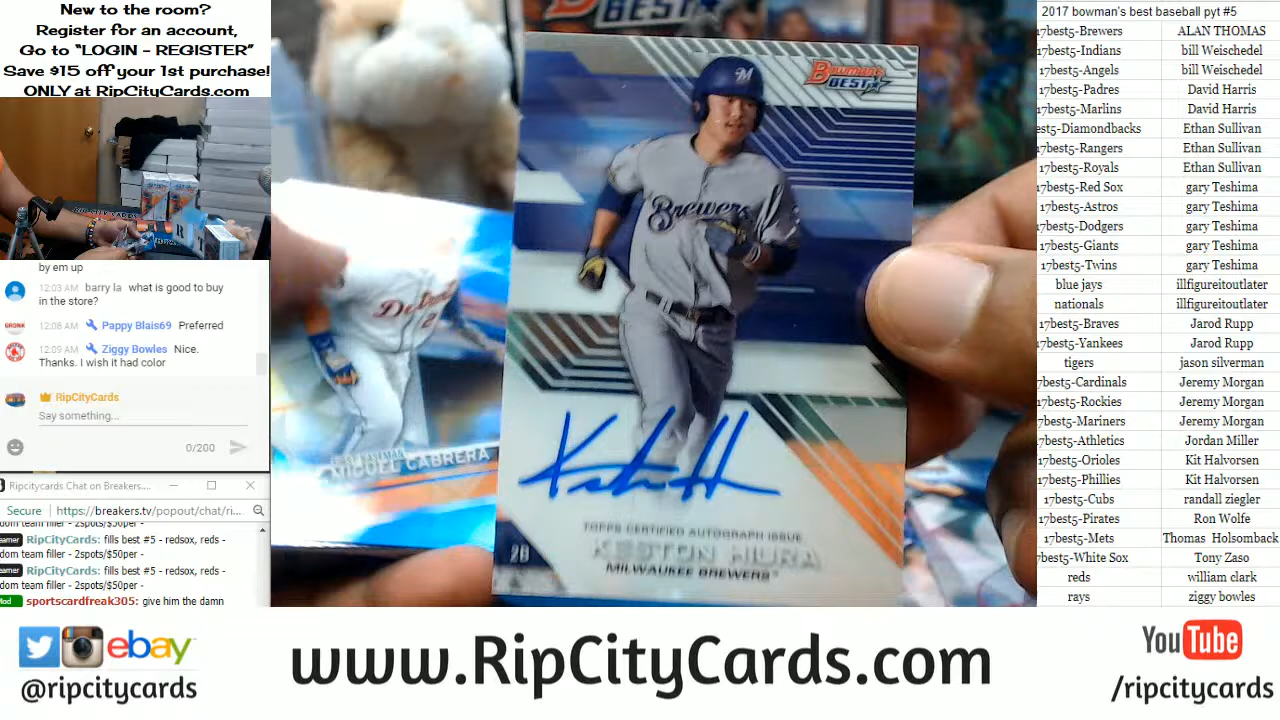 New to the room?
Register for an account,
Go to “LOGIN - REGISTER”
Save $15 off your 1st purchase!
ONLY at RipCityCards.com
by em up
12:03 AM barry la what is good to buy
in the store?
12:08 AM Pappy Blais69 Preferred
12:09 AM Ziggy Bowles Nice.
Thanks. I wish it had color
RipCityCards
Say something...
0/200
Ripcitycards Chat on Breakers....
Secure https://breakers.tv/popout/chat/ri...
dom team filler - 2spots/$50per -
RipCityCards: fills best #5 - redsox, reds -
dom team filler - 2spots/$50per -
RipCityCards: fills best #5 - redsox, reds -
dom team filler - 2spots/$50per -
sportscardfreak305: give him the damn
BEST
Bowman's
BEST
M
Brewers
Detroit
2
MIGUEL CABRERA
Keston H
TOPPS CERTIFIED AUTOGRAPH ISSUE
28
KESTON HIURA
MILWAUKEE BREWERS™
2017 bowman's best baseball pyt #5
17best5-Brewers ALAN THOMAS
17best5-Indians bill Weischedel
17best5-Angels bill Weischedel
17best5-Padres David Harris
17best5-Marlins David Harris
est5-Diamondbacks Ethan Sullivan
17best5-Rangers Ethan Sullivan
17best5-Royals Ethan Sullivan
17best5-Red Sox gary Teshima
17best5-Astros gary Teshima
17best5-Dodgers gary Teshima
17best5-Giants gary Teshima
17best5-Twins gary Teshima
blue jays illfigureitoutlater
nationals illfigureitoutlater
17best5-Braves Jarod Rupp
17best5-Yankees Jarod Rupp
tigers jason silverman
17best5-Cardinals Jeremy Morgan
17best5-Rockies Jeremy Morgan
17best5-Mariners Jeremy Morgan
17best5-Athletics Jordan Miller
17best5-Orioles Kit Halvorsen
17best5-Phillies Kit Halvorsen
17best5-Cubs randall ziegler
17best5-Pirates Ron Wolfe
17best5-Mets Thomas Holsomback
7best5-White Sox Tony Zaso
reds william clark
rays ziggy bowles
ebay
@ripcitycards
www.RipCityCards.com
YouTube
/ripcitycards